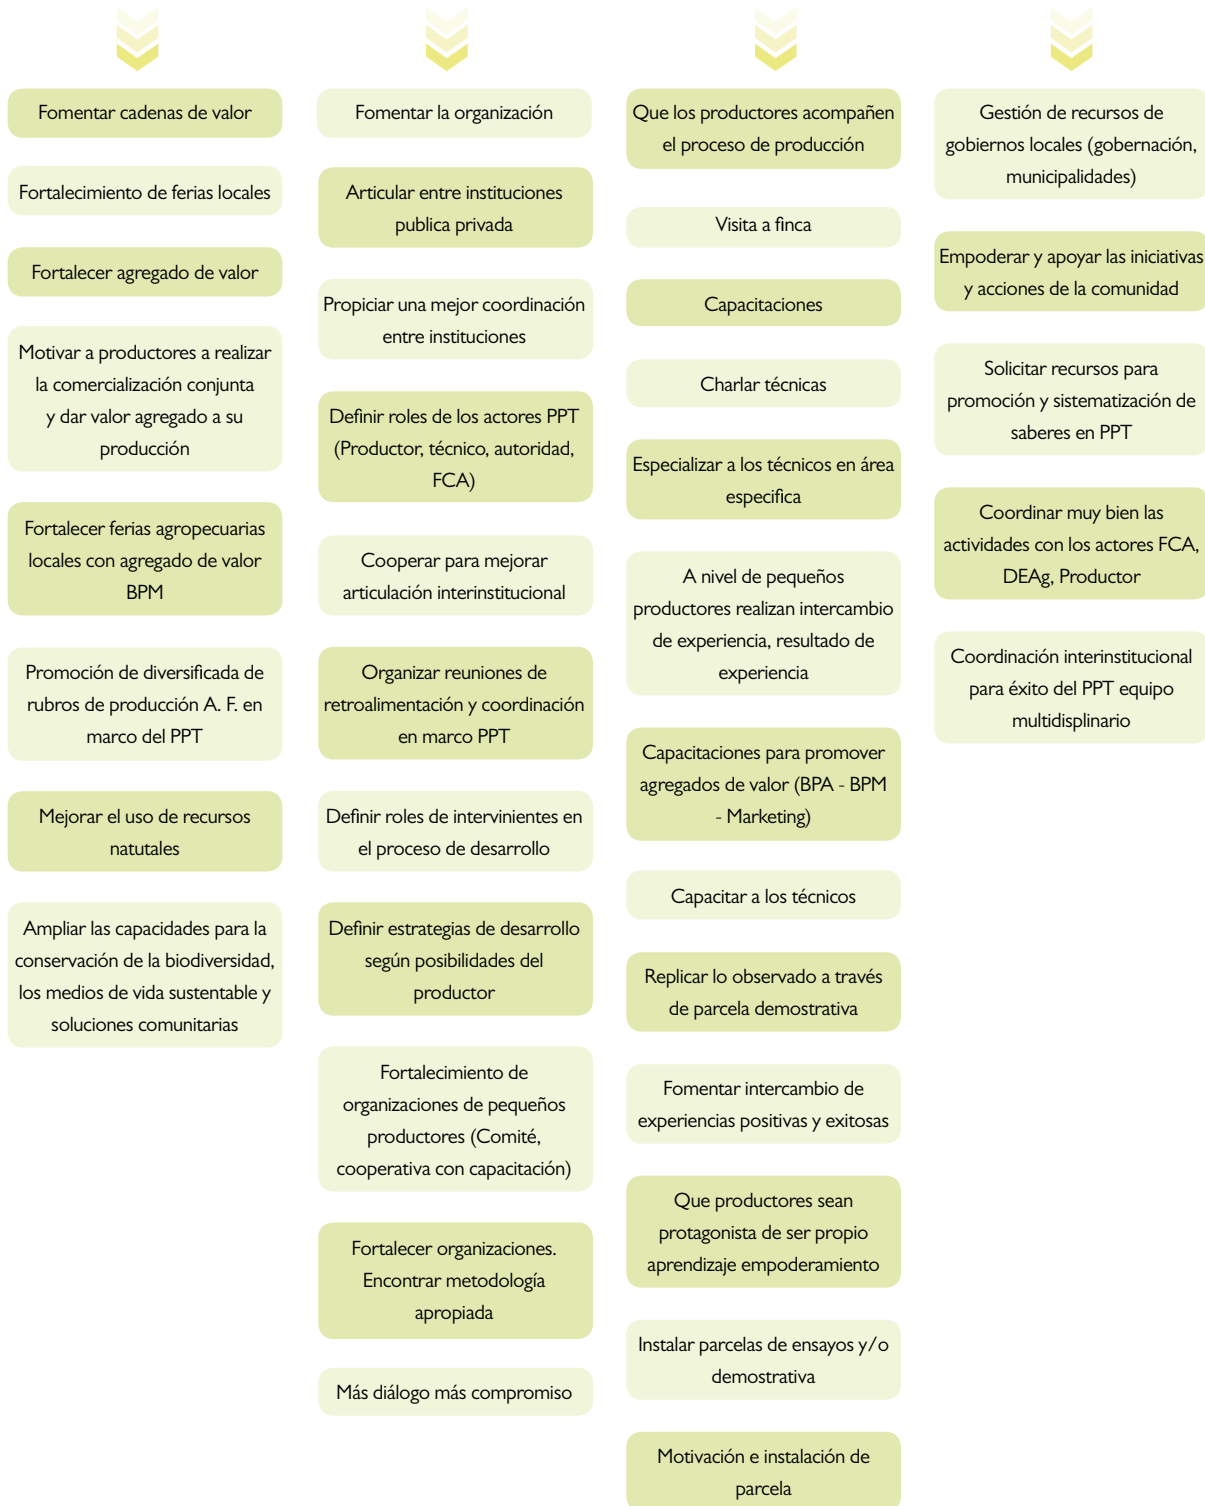 Fomentar cadenas de valor
Fortalecimiento de ferias locales
Fortalecer agregado de valor
Motivar a productores a realizar
la comercialización conjunta
y dar valor agregado a su
producción
Fortalecer ferias agropecuarias
locales con agregado de valor
BPM
Promoción de diversificada de
rubros de producción A. F. en
marco del PPT
Mejorar el uso de recursos
natutales
Ampliar las capacidades para la
conservación de la biodiversidad,
los medios de vida sustentable y
soluciones comunitarias
Fomentar la organización
Articular entre instituciones
publica privada
Propiciar una mejor coordinación
entre instituciones
Definir roles de los actores PPT
(Productor, técnico, autoridad,
FCA)
Cooperar para mejorar
articulación interinstitucional
Organizar reuniones de
retroalimentación y coordinación
en marco PPT
Definir roles de intervinientes en
el proceso de desarrollo
Definir estrategias de desarrollo
según posibilidades del
productor
Fortalecimiento de
organizaciones de pequeños
productores (Comité,
cooperativa con capacitación)
Fortalecer organizaciones.
Encontrar metodología
apropiada
Más diálogo más compromiso
Que los productores acompañen
el proceso de producción
Visita a finca
Capacitaciones
Charlar técnicas
Especializar a los técnicos en área
especifica
A nivel de pequeños
productores realizan intercambio
de experiencia, resultado de
experiencia
Capacitaciones para promover
agregados de valor (BPA - BPM
- Marketing)
Capacitar a los técnicos
Replicar lo observado a través
de parcela demostrativa
Fomentar intercambio de
experiencias positivas y exitosas
Que productores sean
protagonista de ser propio
aprendizaje empoderamiento
Instalar parcelas de ensayos y/o
demostrativa
Motivación e instalación de
parcela
Gestión de recursos de
gobiernos locales (gobernación,
municipalidades)
Empoderar y apoyar las iniciativas
y acciones de la comunidad
Solicitar recursos para
promoción y sistematización de
saberes en PPT
Coordinar muy bien las
actividades con los actores FCA,
DEAg, Productor
Coordinación interinstitucional
para éxito del PPT equipo
multidisplinario